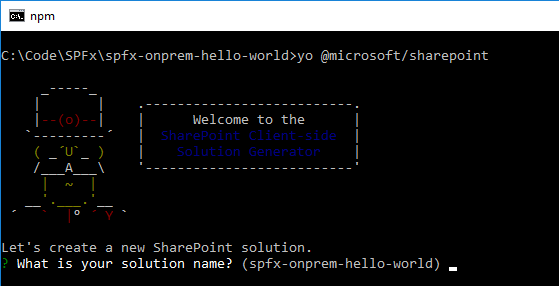 npm
C:\Code\SPFx\spfx-onprem-hello-world>yo @microsoft/sharepoint
Welcome to the
SharePoint Client-side
Solution Generator
Let's create a new SharePoint solution.
? What is your solution name? (spfx-onprem-hello-world)